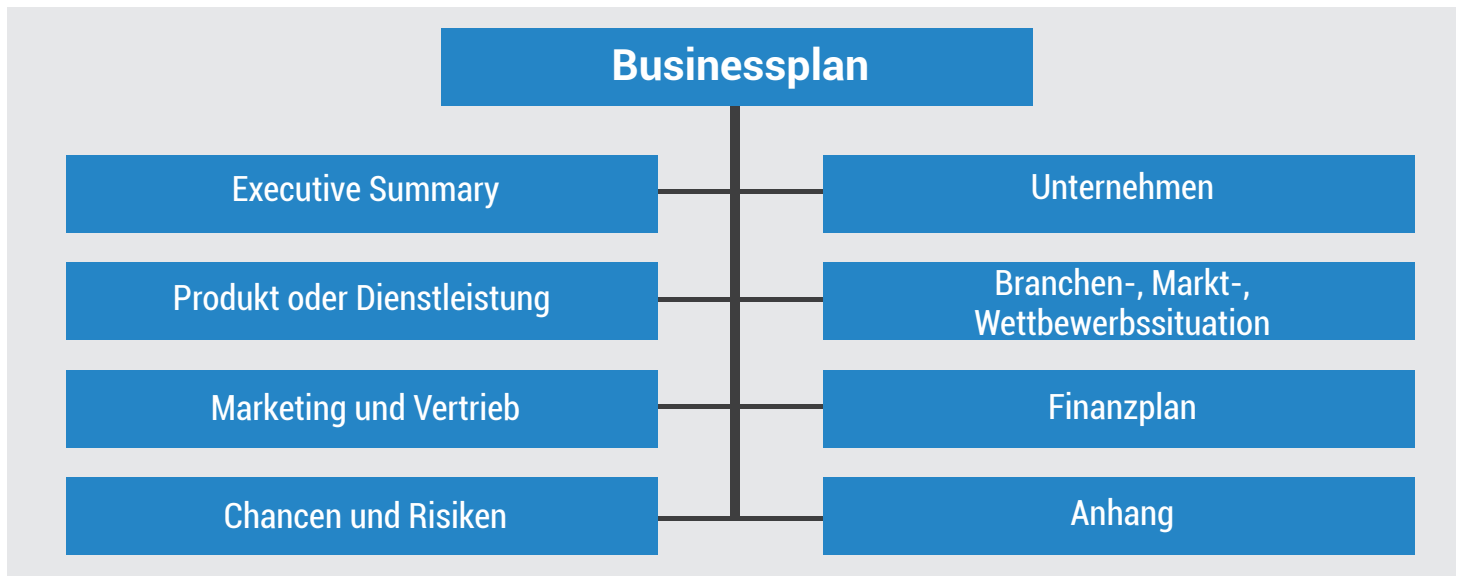 Businessplan
Executive Summary
Unternehmen
Produkt oder Dienstleistung
Branchen-, Markt-,
Wettbewerbssituation
Marketing und Vertrieb
Finanzplan
Chancen und Risiken
Anhang